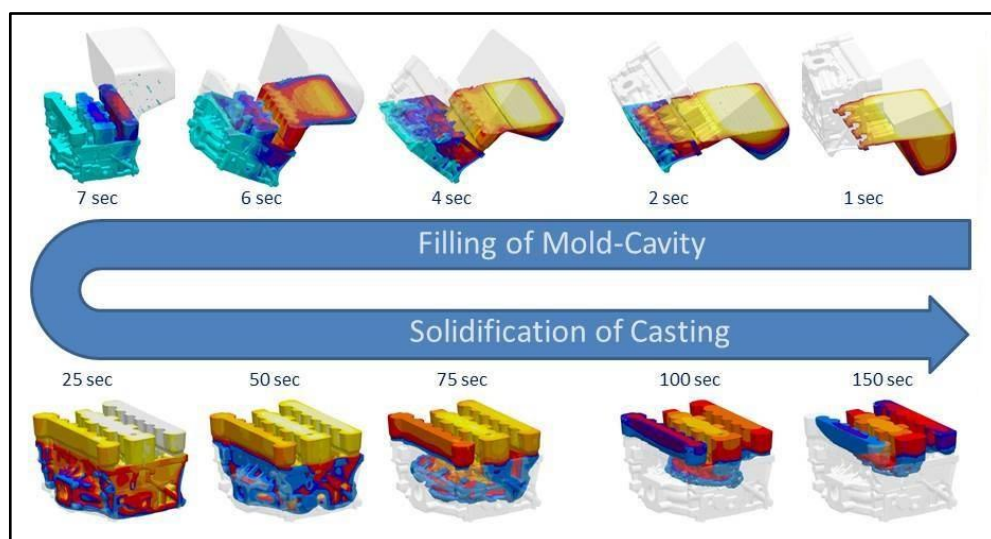 7 sec
6 sec
4 sec
2 sec
1 sec
Filling of Mold-Cavity
Solidification of Casting
25 sec
50 sec
75 sec
100 sec
150 sec